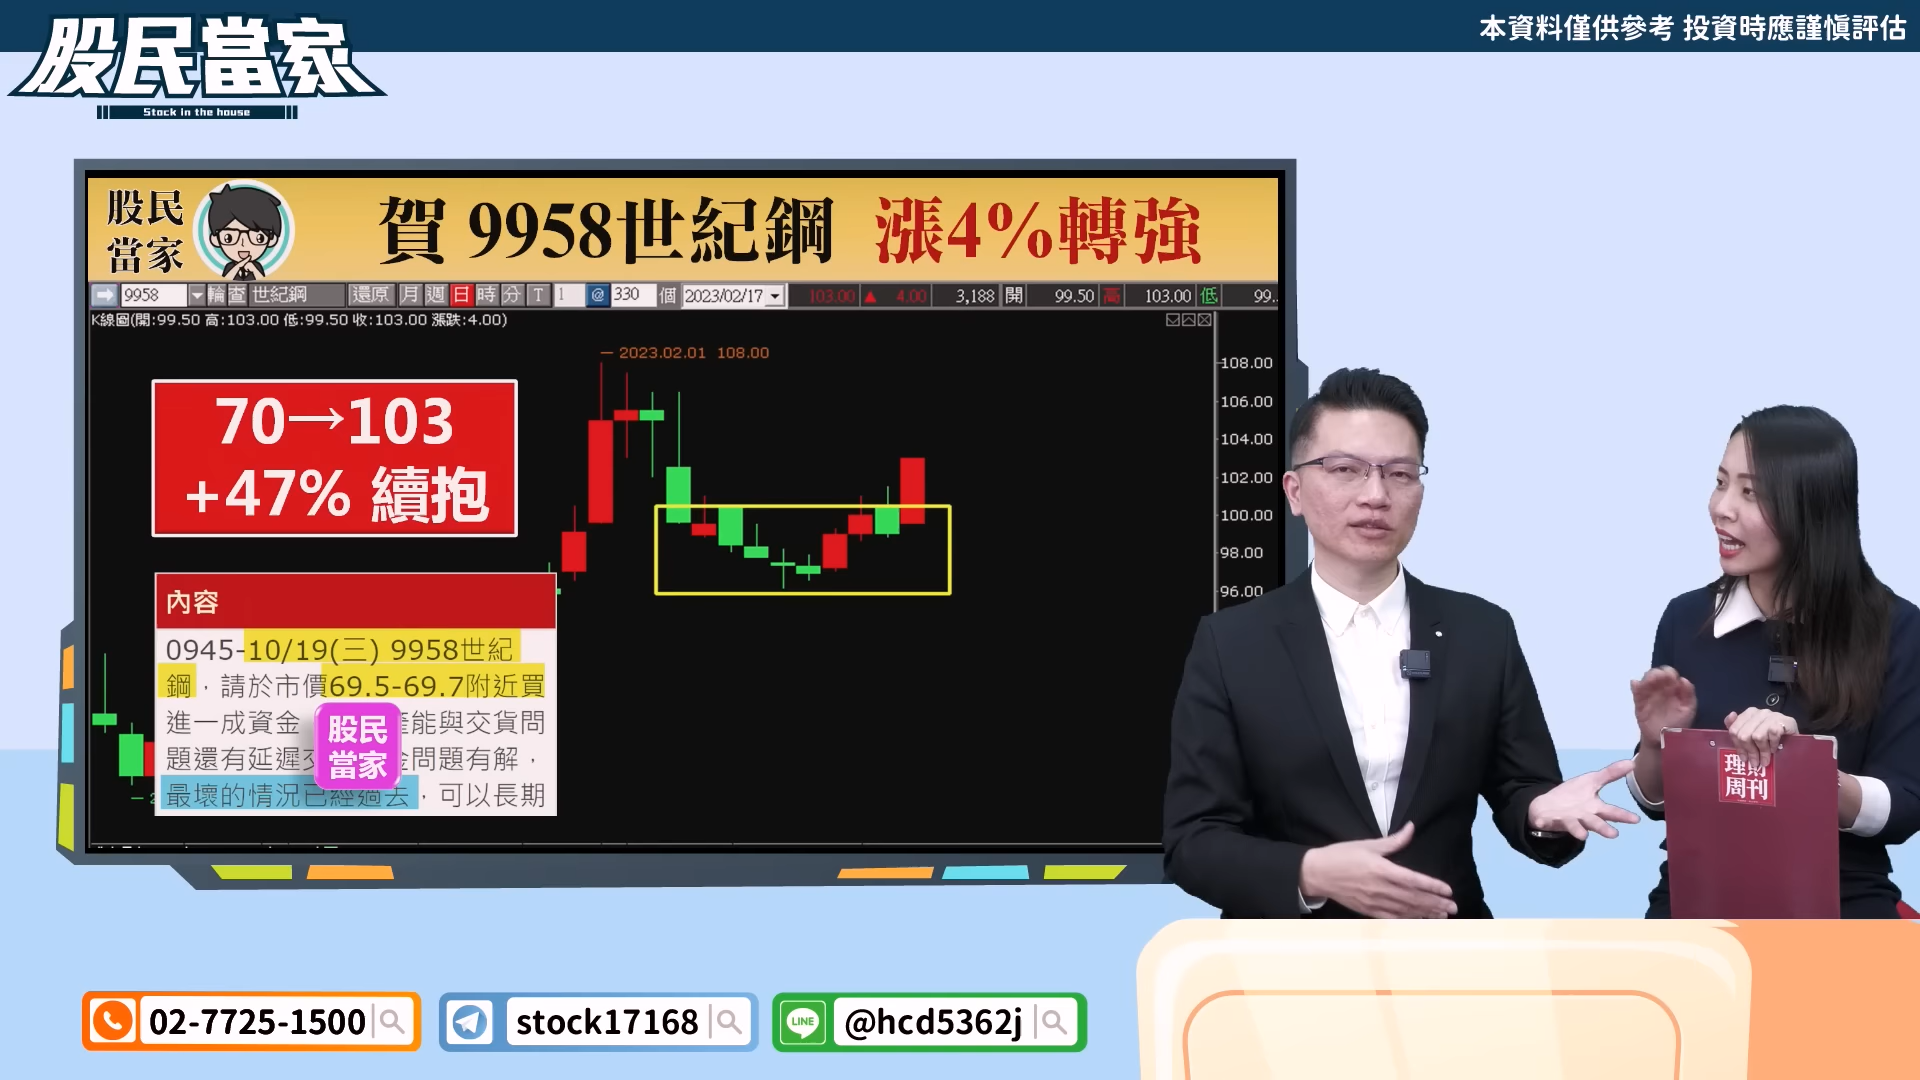 股民當家
Stock in the house
本資料僅供參考 投資時應謹慎評估
股民
當家
賀 9958世紀鋼 漲4%轉強
9958 輪 查 世紀鋼 還原 月 週 日 時 分 T 1 @ 330 個 2023/02/17 103.00 ▲ 4.00 3,188 開 99.50 高 103.00 低 99.
K線圖(開:99.50 高:103.00 低:99.50 收:103.00 漲跌:4.00)
2023.02.01 108.00
108.00
106.00
104.00
102.00
100.00
98.00
96.00
70→103
+47% 續抱
內容
0945-10/19(三) 9958世紀
鋼，請於市價69.5-69.7附近買
進一成資金 產能與交貨問
題還有延遲交 金問題有解，
最壞的情況已經過去，可以長期
股民
當家
理財
周刊
02-7725-1500
stock17168
LINE
@hcd5362j